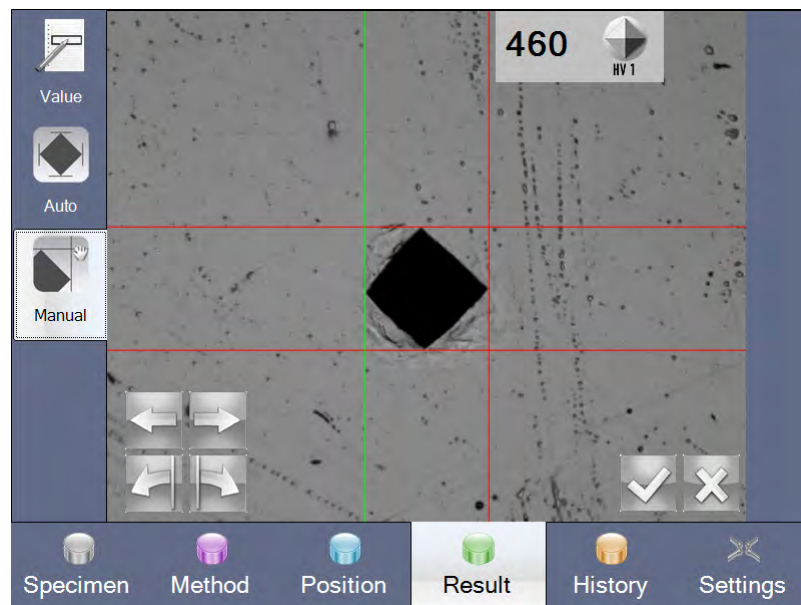 Value
Auto
Manual
460
HV 1
Specimen
Method
Position
Result
History
Settings